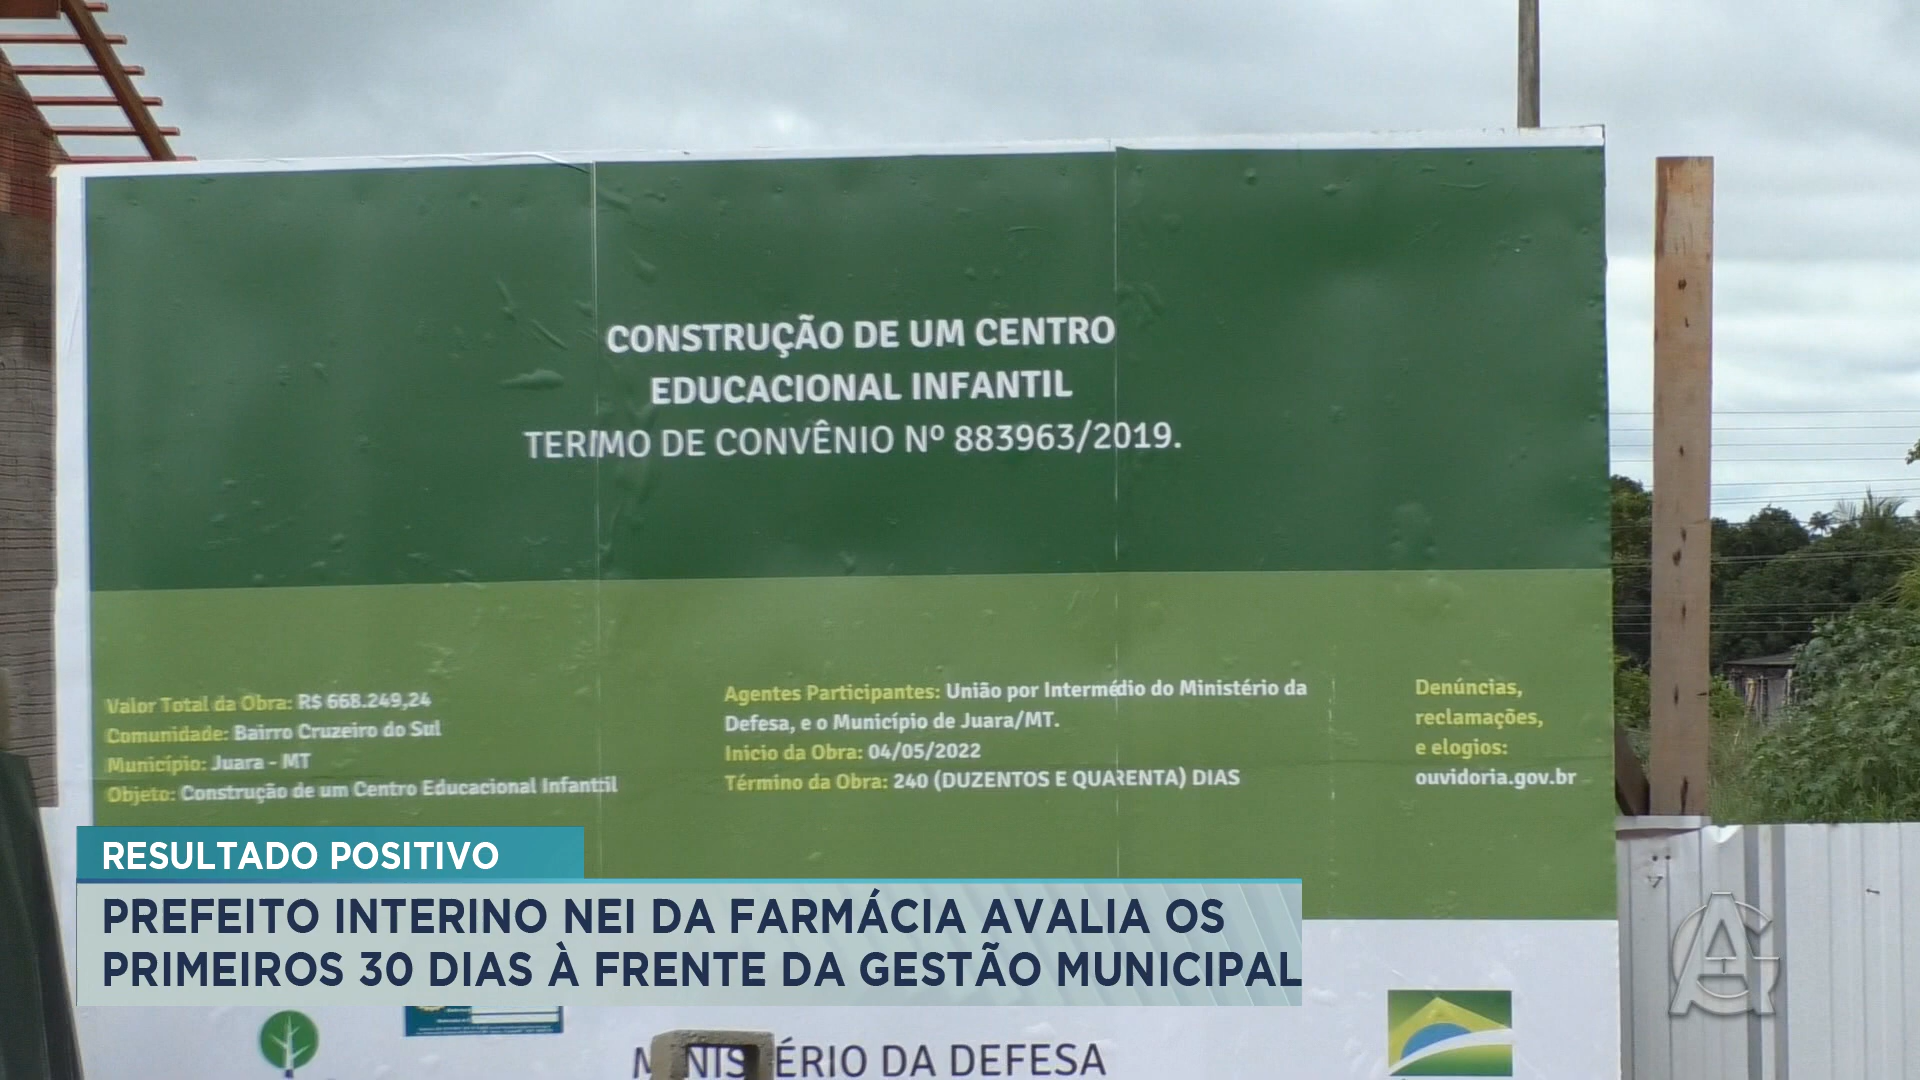 CONSTRUÇÃO DE UM CENTRO
EDUCACIONAL INFANTIL
TERMO DE CONVÊNIO Nº 883963/2019.
Valor Total da Obra: R$ 668.249,24
Comunidade: Bairro Cruzeiro do Sul
Município: Juara - MT
Objeto: Construção de um Centro Educacional Infantil
Agentes Participantes: União por Intermédio do Ministério da
Defesa, e o Município de Juara/MT.
Inicio da Obra: 04/05/2022
Término da Obra: 240 (DUZENTOS E QUARENTA) DIAS
Denúncias,
reclamações,
e elogios:
ouvidoria.gov.br
RESULTADO POSITIVO
PREFEITO INTERINO NEI DA FARMÁCIA AVALIA OS
PRIMEIROS 30 DIAS À FRENTE DA GESTÃO MUNICIPAL
MINISTÉRIO DA DEFESA